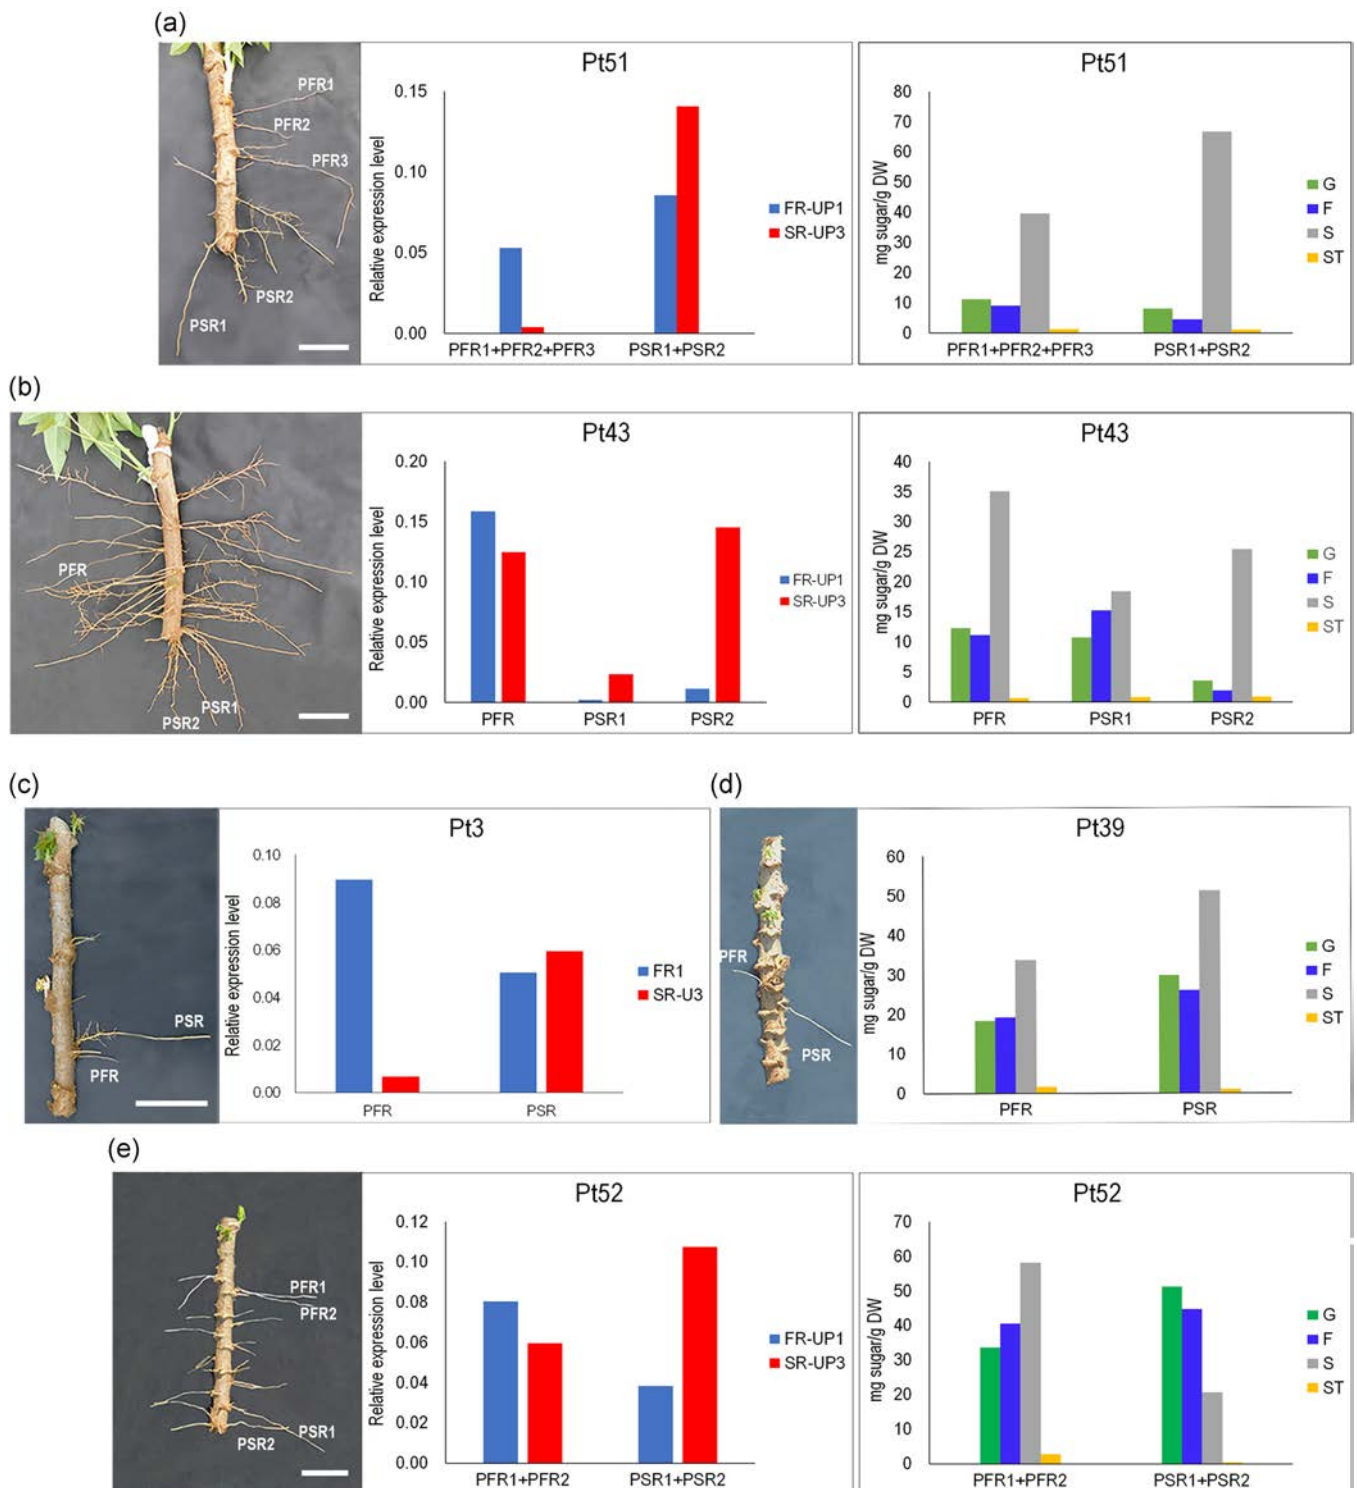 (a)
PFR1
PFR2
PFR3
PSR2
PSR1
Pt51
Relative expression level
0.15
0.10
0.05
0.00
PFR1+PFR2+PFR3
PSR1+PSR2
FR-UP1
SR-UP3
Pt51
mg sugar/g DW
80
70
60
50
40
30
20
10
0
PFR1+PFR2+PFR3
PSR1+PSR2
G
F
S
ST
(b)
PFR
PSR1
PSR2
Pt43
Relative expression level
0.20
0.15
0.10
0.05
0.00
PFR
PSR1
PSR2
FR-UP1
SR-UP3
Pt43
mg sugar/g DW
40
35
30
25
20
15
10
5
0
PFR
PSR1
PSR2
G
F
S
ST
(c)
PSR
PFR
Pt3
Relative expression level
0.10
0.08
0.06
0.04
0.02
0.00
PFR
PSR
FR1
SR-U3
(d)
PFR
PSR
Pt39
mg sugar/g DW
60
50
40
30
20
10
0
PFR
PSR
G
F
S
ST
(e)
PFR1
PFR2
PSR1
PSR2
Pt52
Relative expression level
0.12
0.10
0.08
0.06
0.04
0.02
0.00
PFR1+PFR2
PSR1+PSR2
FR-UP1
SR-UP3
Pt52
mg sugar/g DW
70
60
50
40
30
20
10
0
PFR1+PFR2
PSR1+PSR2
G
F
S
ST